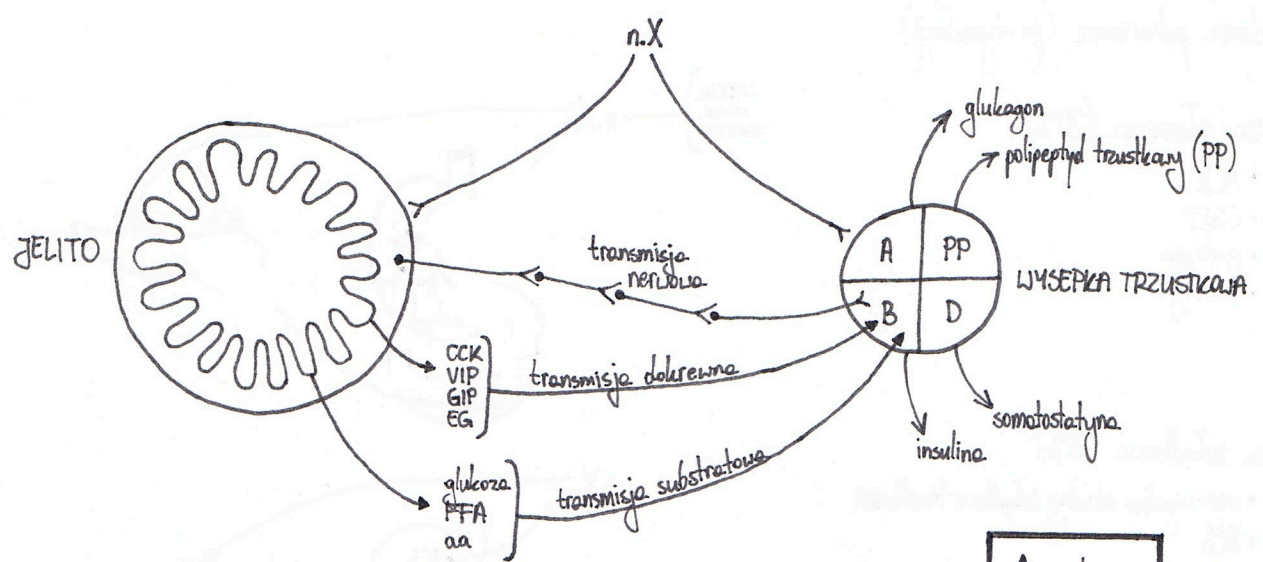 n.X
glukagon
polipeptyd trzustkowy (PP)
JELITO
transmisja
nerwowa
A
PP
B
D
WYSEPKA TRZUSTKOWA
CCK
VIP
GIP
EG
transmisja dokrewna
somatostatyna
insulina
glukoza
FFA
aa
transmisja substratowa